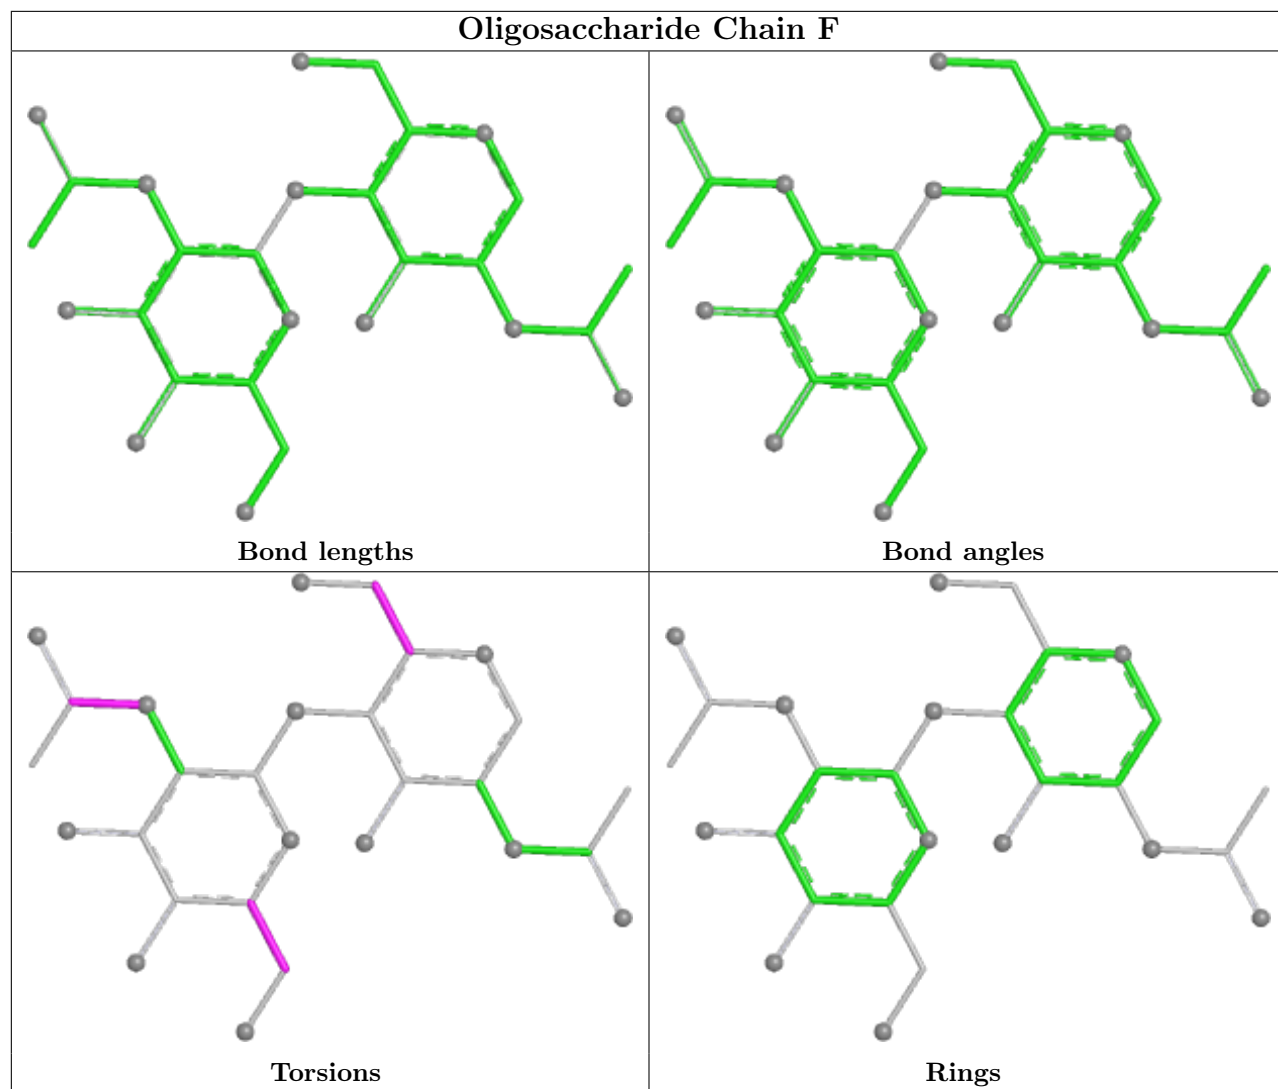 Oligosaccharide Chain F
Bond lengths
Bond angles
Torsions
Rings